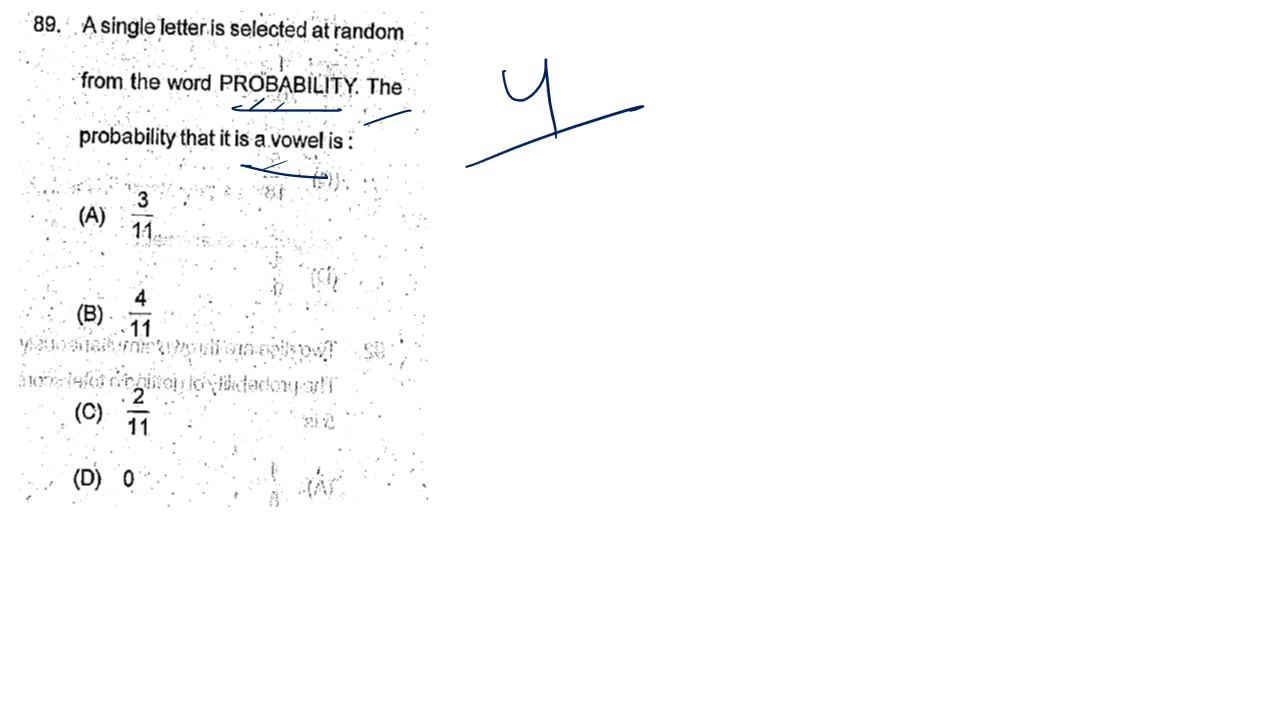 89. A single letter is selected at random
from the word PROBABILITY. The
probability that it is a vowel is :
(A) 3/11
(B) 4/11
(C) 2/11
(D) 0
4